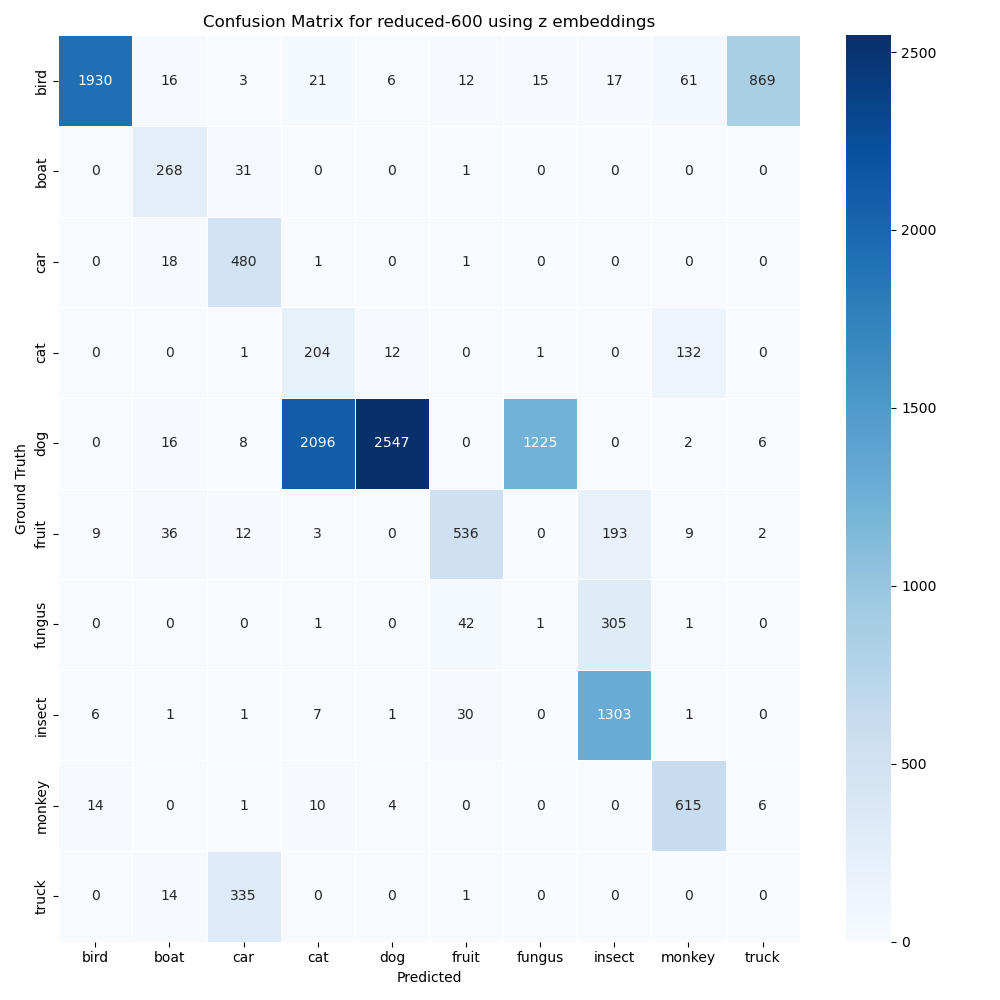 Confusion Matrix for reduced-600 using z embeddings
bird 1930 16 3 21 6 12 15 17 61 869
boat 0 268 31 0 0 1 0 0 0 0
car 0 18 480 1 0 1 0 0 0 0
cat 0 0 1 204 12 0 1 0 132 0
dog 0 16 8 2096 2547 0 1225 0 2 6
fruit 9 36 12 3 0 536 0 193 9 2
fungus 0 0 0 1 0 42 1 305 1 0
insect 6 1 1 7 1 30 0 1303 1 0
monkey 14 0 1 10 4 0 0 0 615 6
truck 0 14 335 0 0 1 0 0 0 0
bird boat car cat dog fruit fungus insect monkey truck
Predicted
Ground Truth
2500
2000
1500
1000
500
0